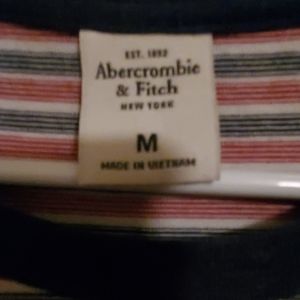 EST. 1892
Abercrombie
& Fitch
NEW YORK
M
MADE IN VIETNAM